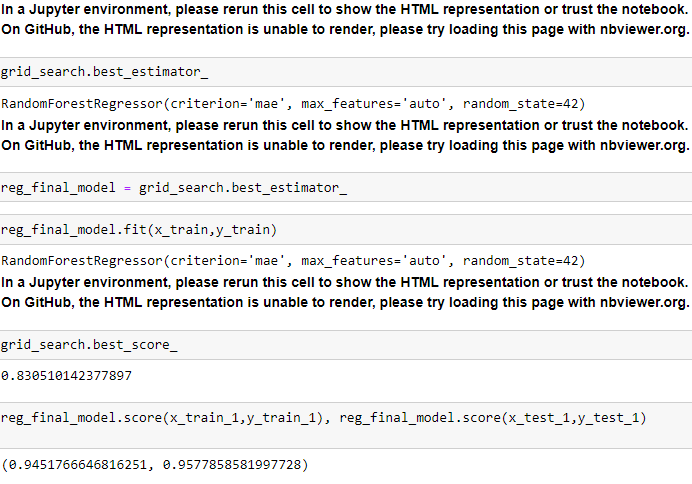 In a Jupyter environment, please rerun this cell to show the HTML representation or trust the notebook.
On GitHub, the HTML representation is unable to render, please try loading this page with nbviewer.org.
grid_search.best_estimator_
RandomForestRegressor(criterion='mae', max_features='auto', random_state=42)
In a Jupyter environment, please rerun this cell to show the HTML representation or trust the notebook.
On GitHub, the HTML representation is unable to render, please try loading this page with nbviewer.org.
reg_final_model = grid_search.best_estimator_
reg_final_model.fit(x_train,y_train)
RandomForestRegressor(criterion='mae', max_features='auto', random_state=42)
In a Jupyter environment, please rerun this cell to show the HTML representation or trust the notebook.
On GitHub, the HTML representation is unable to render, please try loading this page with nbviewer.org.
grid_search.best_score_
0.830510142377897
reg_final_model.score(x_train_1,y_train_1), reg_final_model.score(x_test_1,y_test_1)
(0.9451766646816251, 0.9577858581997728)